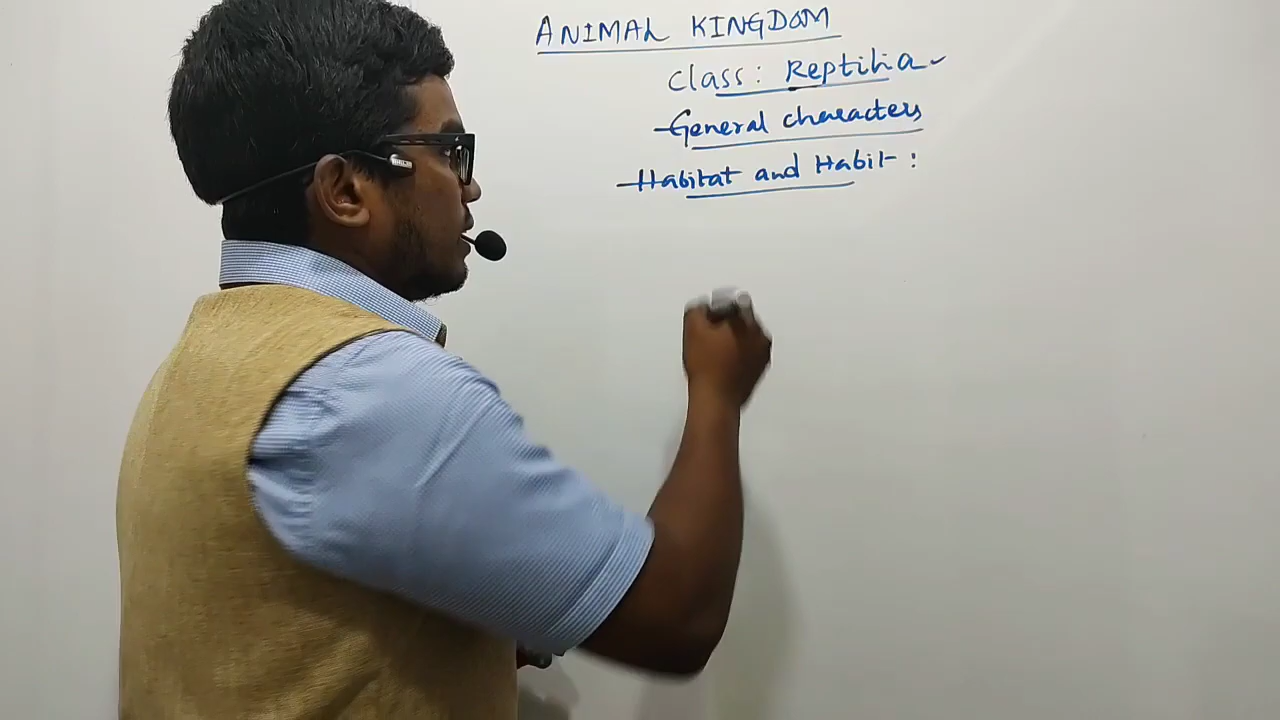 ANIMAL KINGDOM
Class: Reptilia
General characters
Habitat and Habit: